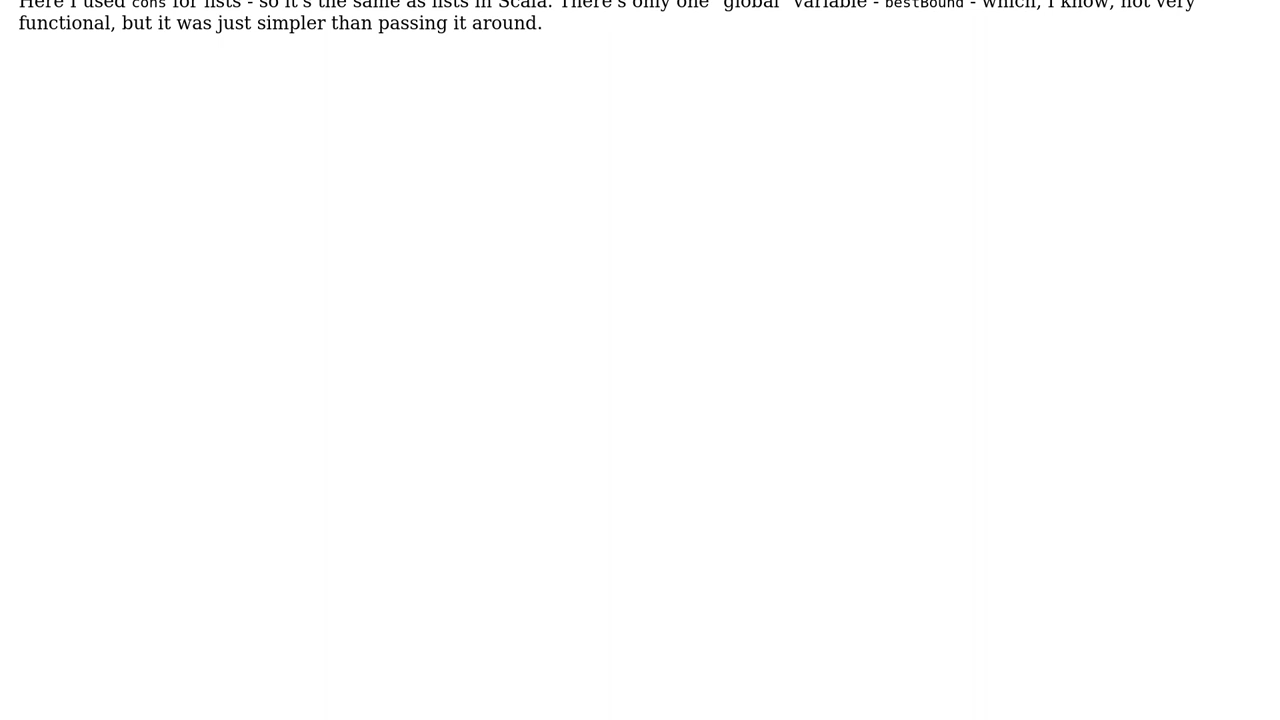 Here I used cons for lists - so it's the same as lists in Scala. There's only one "global" variable - bestBound - which, I know, not very
functional, but it was just simpler than passing it around.